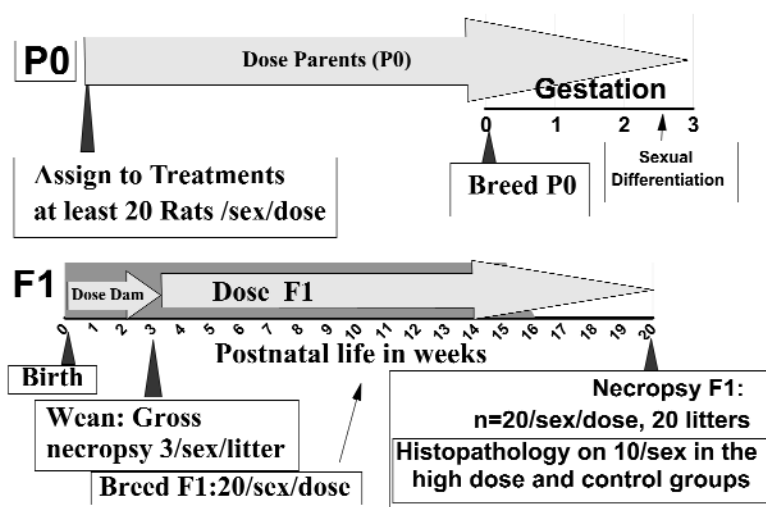 P0
Dose Parents (P0)
Gestation
0 1 2 3
Assign to Treatments
at least 20 Rats /sex/dose
Breed P0
Sexual
Differentiation
F1
Dose Dam
Dose F1
0 1 2 3 4 5 6 7 8 9 10 11 12 13 14 15 16 17 18 19 20
Postnatal life in weeks
Birth
Wean: Gross
necropsy 3/sex/litter
Breed F1:20/sex/dose
Necropsy F1:
n=20/sex/dose, 20 litters
Histopathology on 10/sex in the
high dose and control groups